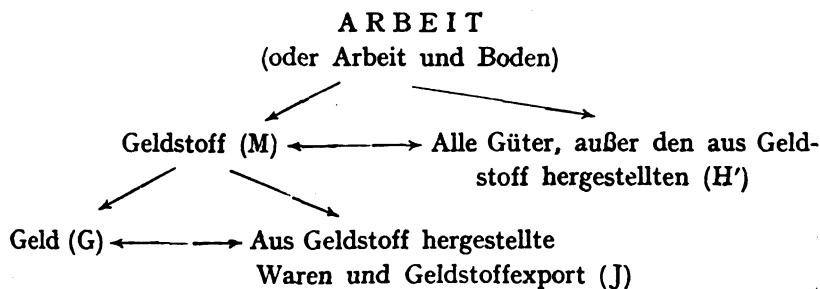 ARBEIT
(oder Arbeit und Boden)
Geldstoff (M) Alle Güter, außer den aus Geld-
stoff hergestellten (H')
Geld (G) Aus Geldstoff hergestellte
Waren und Geldstoffexport (J)